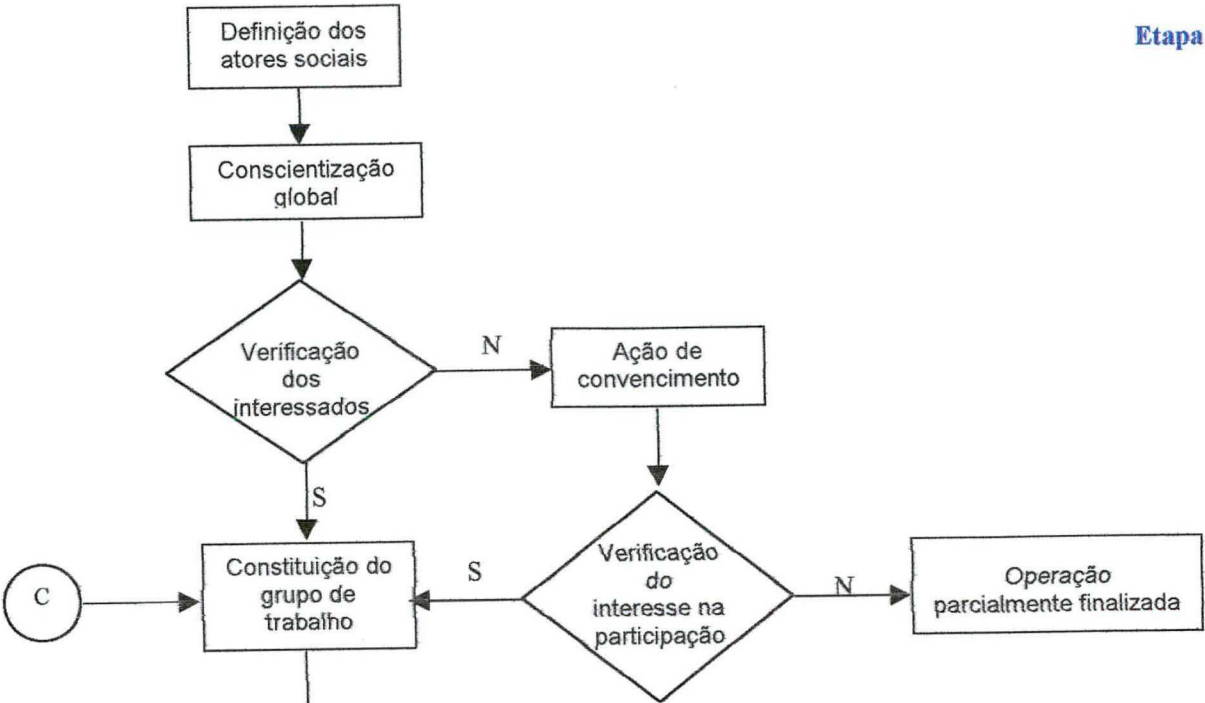 Definição dos
atores sociais
Etapa
Conscientização
global
Verificação
dos
interessados
N
Ação de
convencimento
S
C
Constituição do
grupo de
trabalho
S
Verificação
do
interesse na
participação
N
Operação
parcialmente finalizada